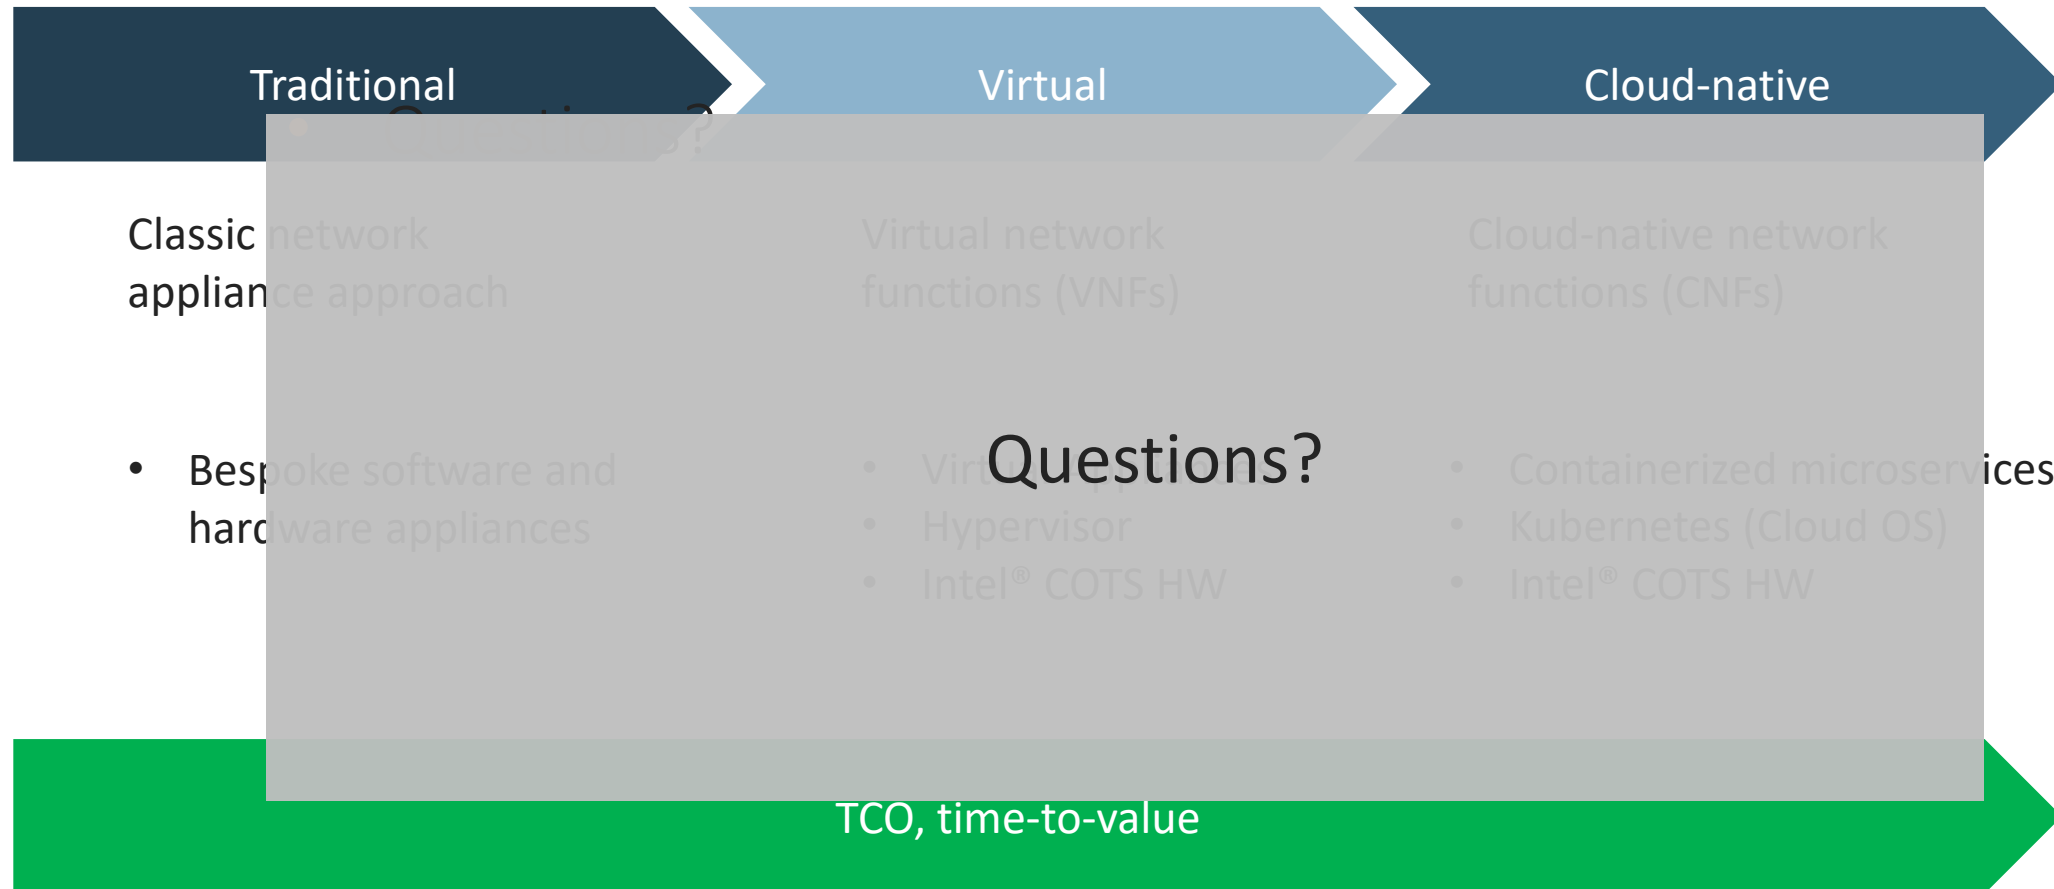 Traditional
Virtual
Cloud-native
• Questions?
Classic network
appliance approach
Virtual network
functions (VNFs)
Cloud-native network
functions (CNFs)
• Bespoke software and
hardware appliances
Questions?
• Hypervisor
• Intel® COTS HW
• Containerized microservices
• Kubernetes (Cloud OS)
• Intel® COTS HW
TCO, time-to-value